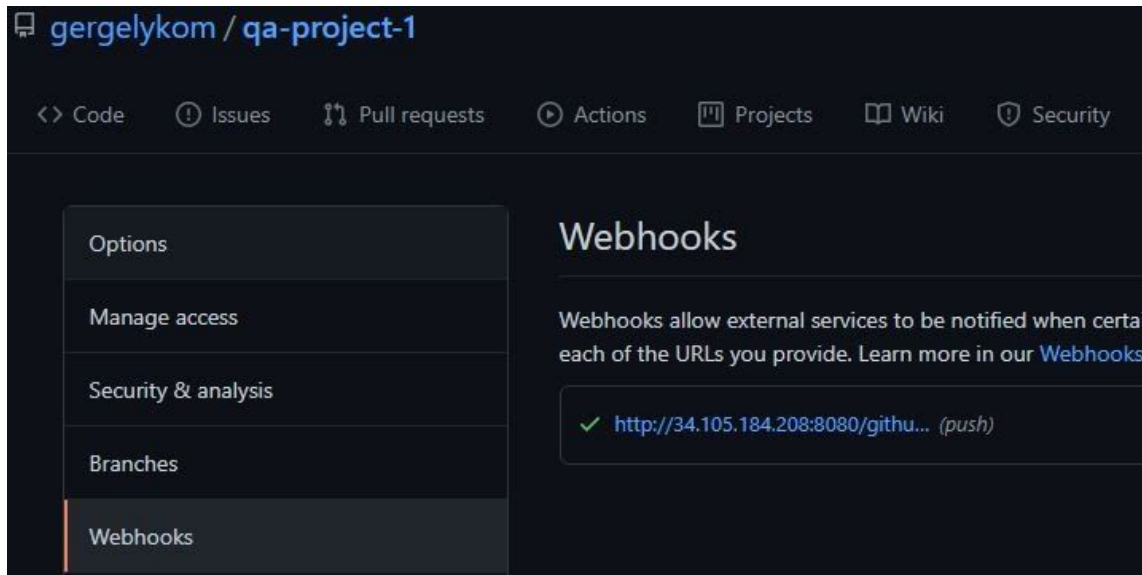 gergelykom / qa-project-1
<> Code Issues Pull requests Actions Projects Wiki Security
Options
Manage access
Security & analysis
Branches
Webhooks
Webhooks
Webhooks allow external services to be notified when certai
each of the URLs you provide. Learn more in our Webhooks
http://34.105.184.208:8080/githu... (push)